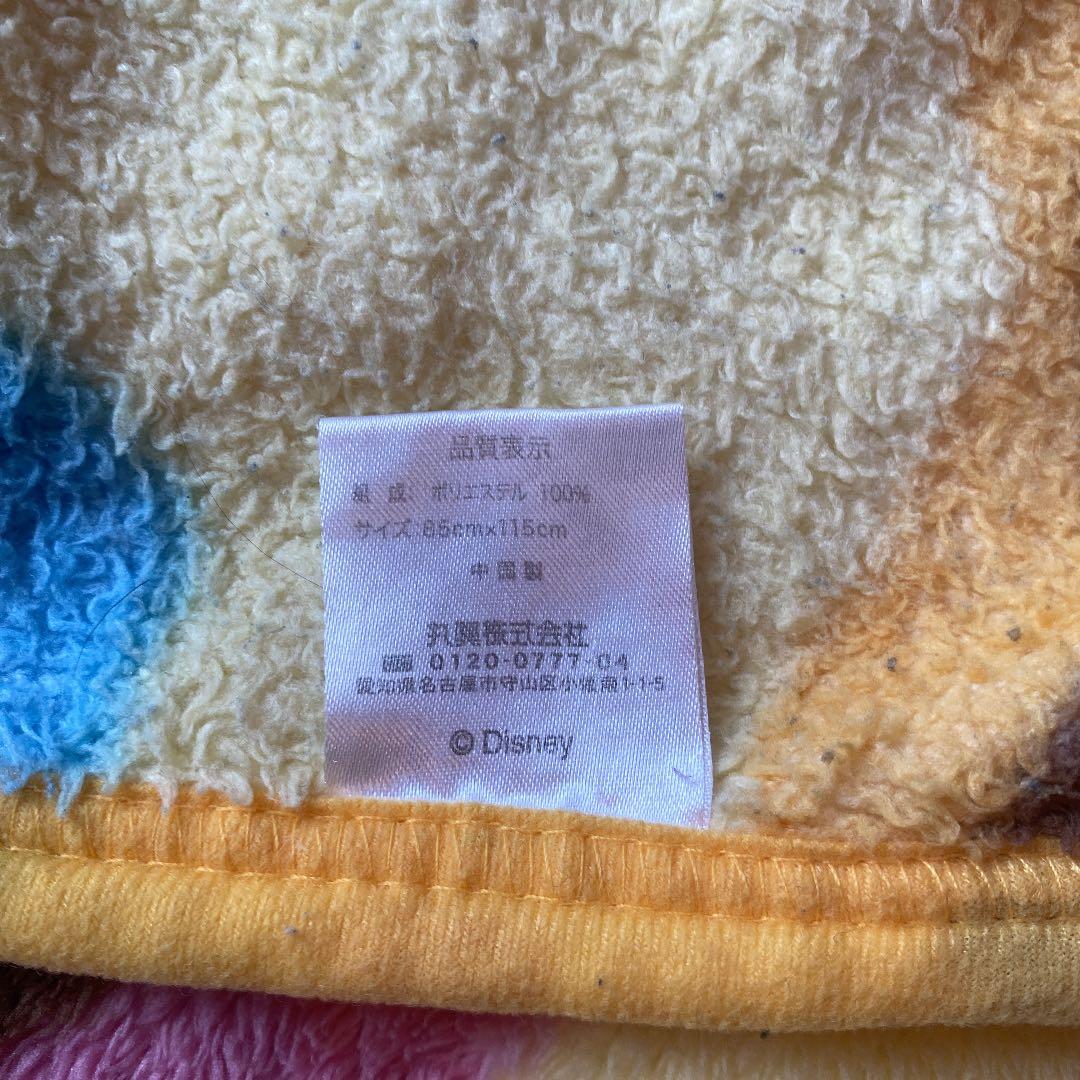 品質表示
組成 ポリエステル 100%
サイズ 85cm×115cm
中国製
丸眞株式会社
0120-0777-04
愛知県名古屋市守山区小幡南1-1-5
© Disney